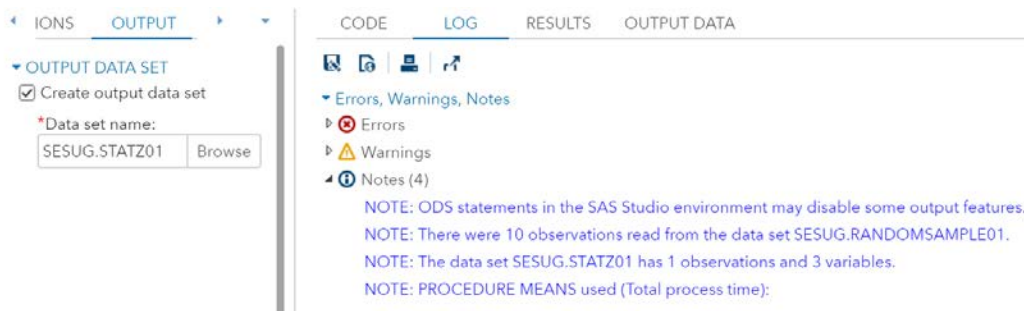 IONS OUTPUT
OUTPUT DATA SET
Create output data set
*Data set name:
SESUG.STATZ01 Browse
CODE LOG RESULTS OUTPUT DATA
Errors, Warnings, Notes
Errors
Warnings
Notes (4)
NOTE: ODS statements in the SAS Studio environment may disable some output features.
NOTE: There were 10 observations read from the data set SESUG.RANDOMSAMPLE01.
NOTE: The data set SESUG.STATZ01 has 1 observations and 3 variables.
NOTE: PROCEDURE MEANS used (Total process time):